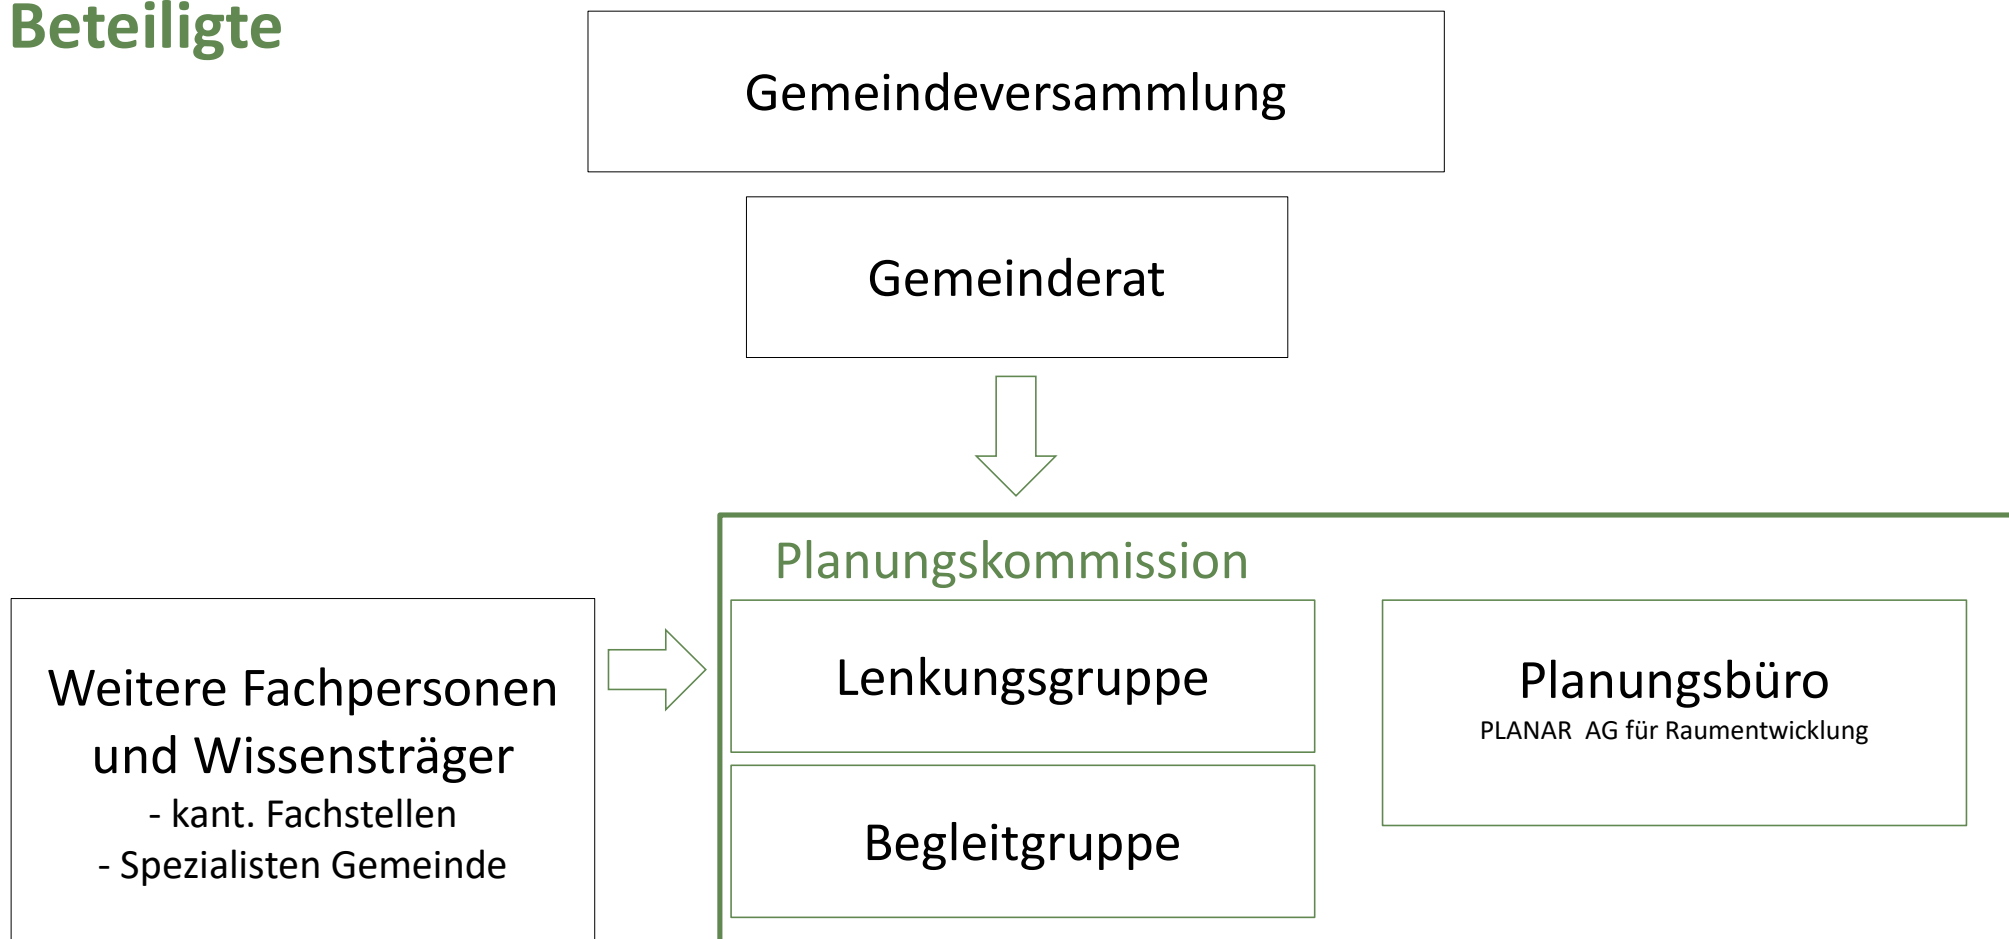 Beteiligte
Gemeindeversammlung
Gemeinderat
Planungskommission
Weitere Fachpersonen
und Wissensträger
- kant. Fachstellen
- Spezialisten Gemeinde
Lenkungsgruppe
Begleitgruppe
Planungsbüro
PLANAR  AG für Raumentwicklung